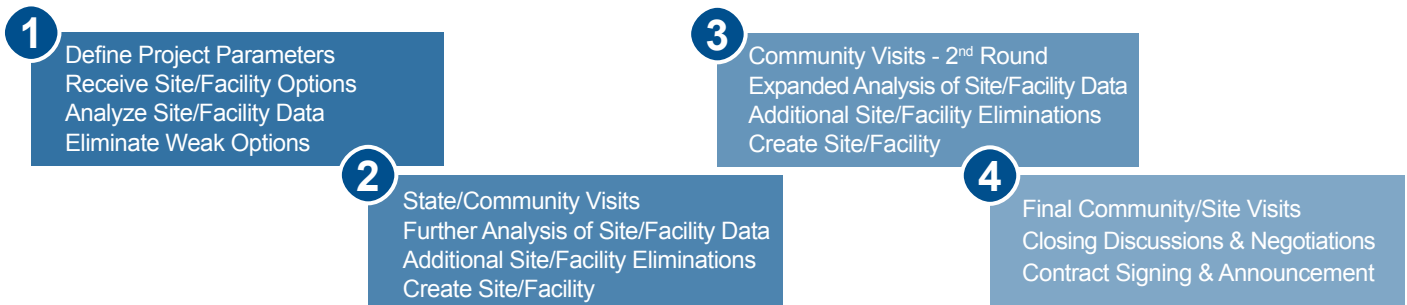 1
Define Project Parameters
Receive Site/Facility Options
Analyze Site/Facility Data
Eliminate Weak Options
2
State/Community Visits
Further Analysis of Site/Facility Data
Additional Site/Facility Eliminations
Create Site/Facility
3
Community Visits - 2nd Round
Expanded Analysis of Site/Facility Data
Additional Site/Facility Eliminations
Create Site/Facility
4
Final Community/Site Visits
Closing Discussions & Negotiations
Contract Signing & Announcement